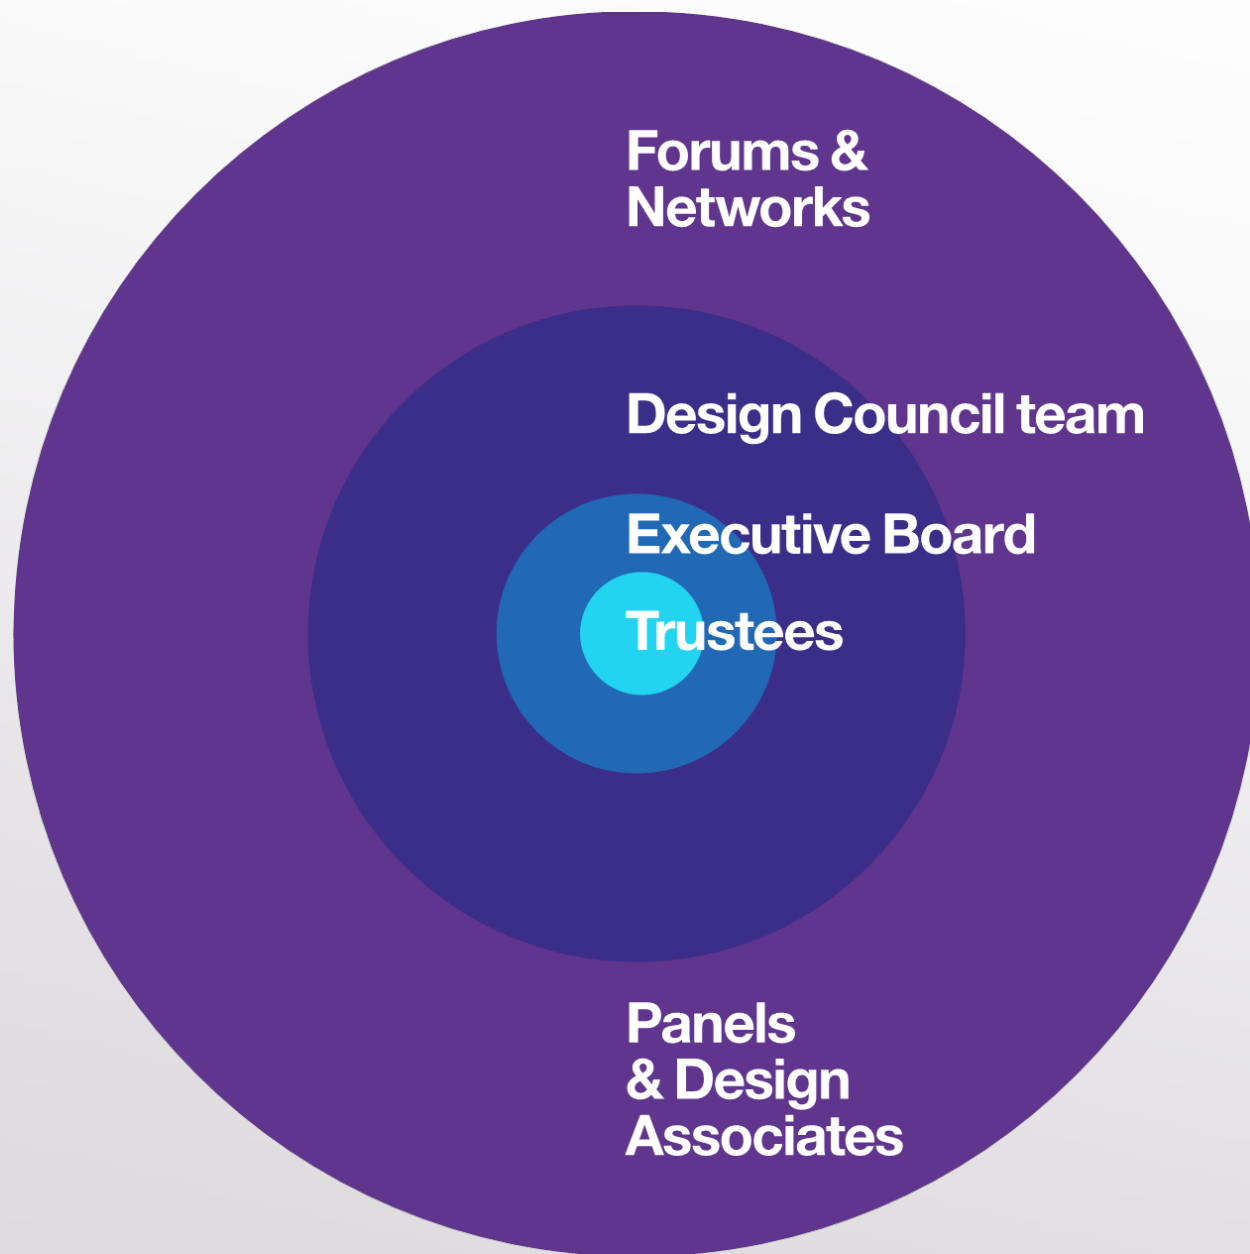 Forums &
Networks
Design Council team
Executive Board
Trustees
Panels
& Design
Associates